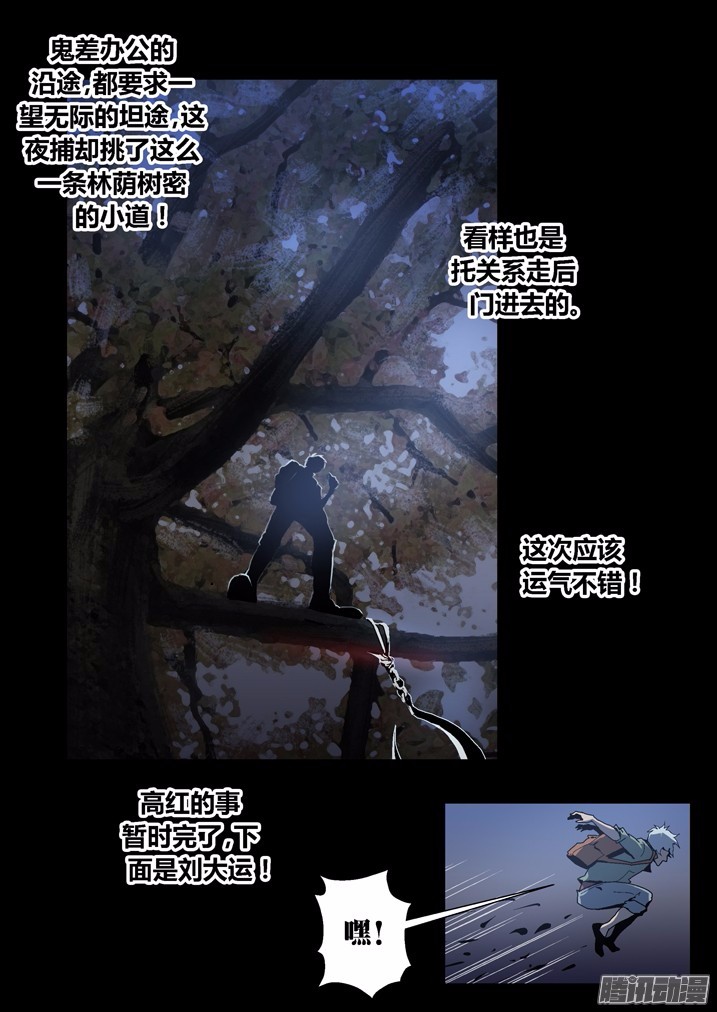 鬼差办公的
沿途,都要求一
望无际的坦途,这
夜捕却挑了这么
一条林荫树密
的小道！
看样也是
托关系走后
门进去的。
这次应该
运气不错！
高红的事
暂时完了,下
面是刘大运！
嘿！
腾讯动漫